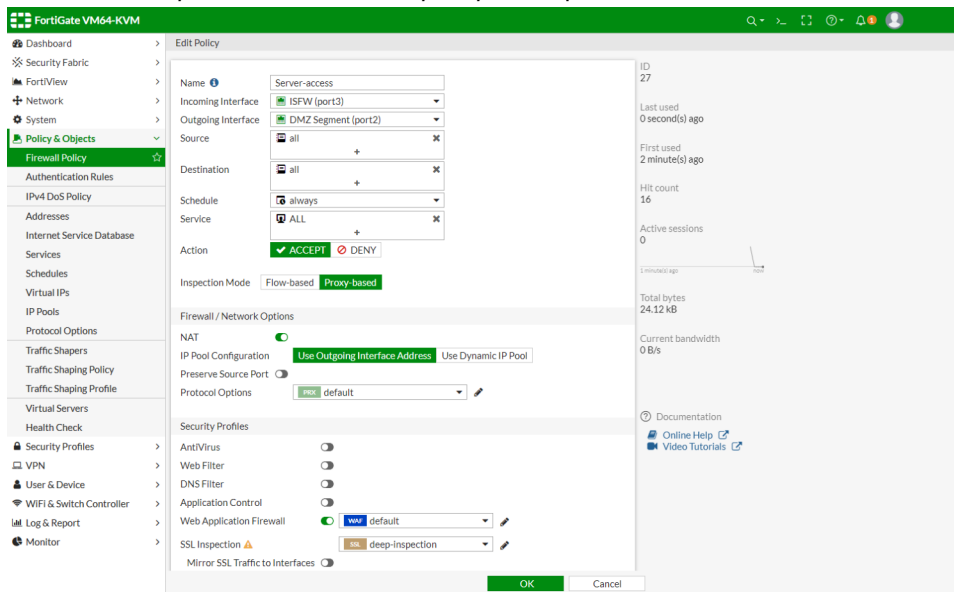 FortiGate VM64-KVM
Dashboard
Security Fabric
FortiView
Network
System
Policy & Objects
Firewall Policy
Authentication Rules
IPv4 DoS Policy
Addresses
Internet Service Database
Services
Schedules
Virtual IPs
IP Pools
Protocol Options
Traffic Shapers
Traffic Shaping Policy
Traffic Shaping Profile
Virtual Servers
Health Check
Security Profiles
VPN
User & Device
WiFi & Switch Controller
Log & Report
Monitor
Edit Policy
Name Server-access
Incoming Interface ISFW (port3)
Outgoing Interface DMZ Segment (port2)
Source all
+
Destination all
+
Schedule always
Service ALL
+
Action ACCEPT DENY
Inspection Mode Flow-based Proxy-based
Firewall / Network Options
NAT
IP Pool Configuration Use Outgoing Interface Address Use Dynamic IP Pool
Preserve Source Port
Protocol Options PRX default
Security Profiles
AntiVirus
Web Filter
DNS Filter
Application Control
Web Application Firewall WAF default
SSL Inspection SSL deep-inspection
Mirror SSL Traffic to Interfaces
OK Cancel
ID
27
Last used
0 second(s) ago
First used
2 minute(s) ago
Hit count
16
Active sessions
0
1 minute(s) ago now
Total bytes
24.12 kB
Current bandwidth
0 B/s
Documentation
Online Help
Video Tutorials